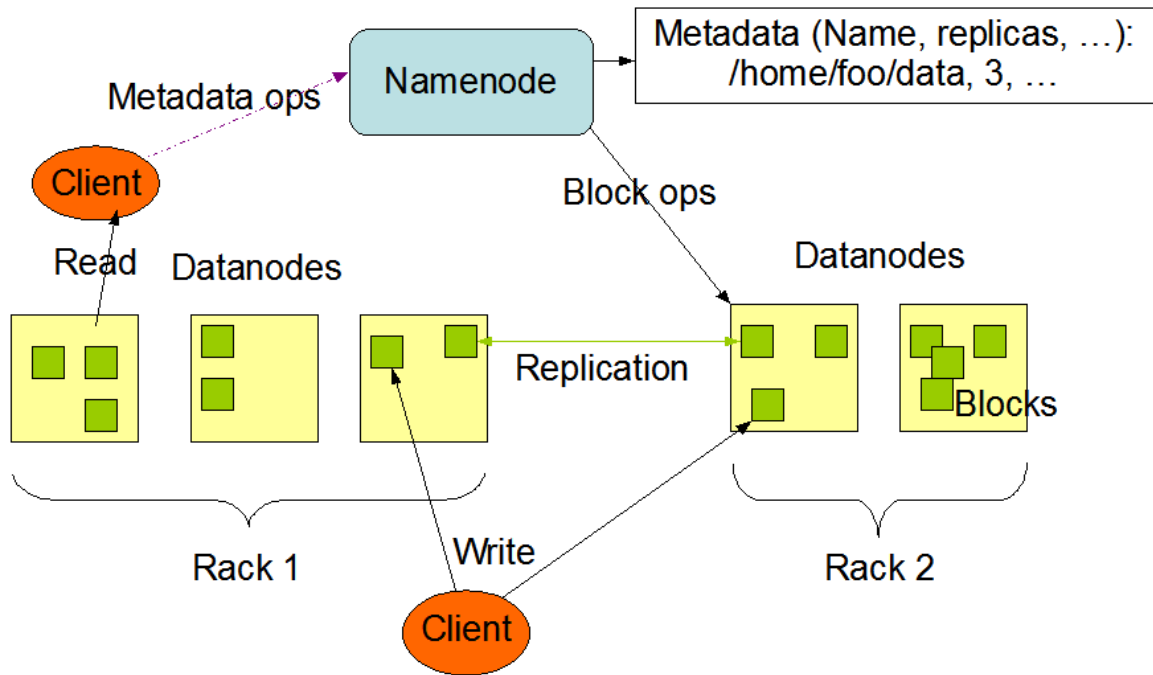 Metadata (Name, replicas, …):
/home/foo/data, 3, …
Namenode
Metadata ops
Client
Block ops
Read
Datanodes
Datanodes
Replication
Blocks
Rack 1
Write
Rack 2
Client